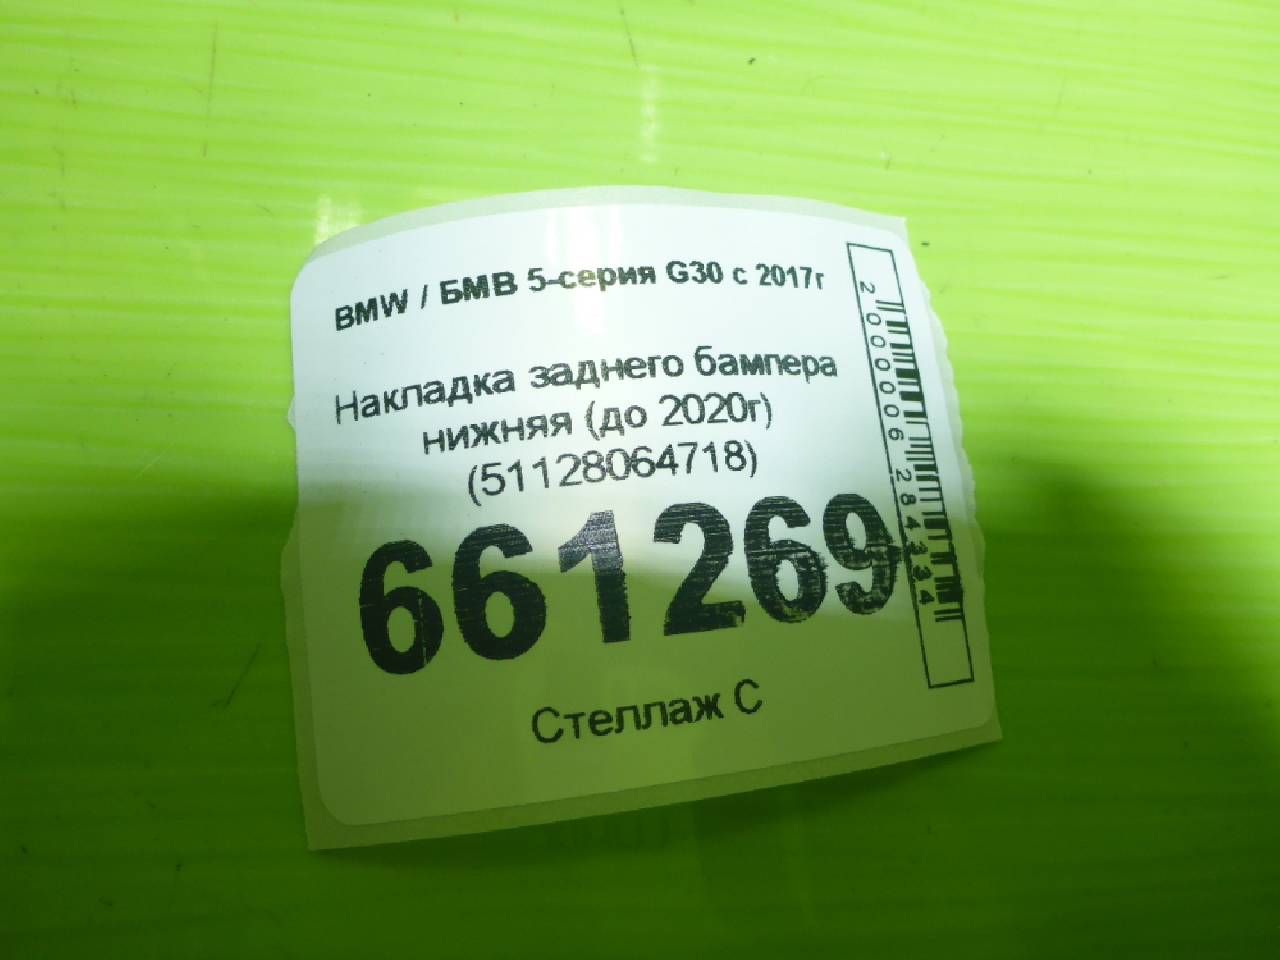 BMW / БМВ 5-серия G30 с 2017г
Накладка заднего бампера
нижняя (до 2020г)
(51128064718)
661269
Стеллаж С
2000006284334